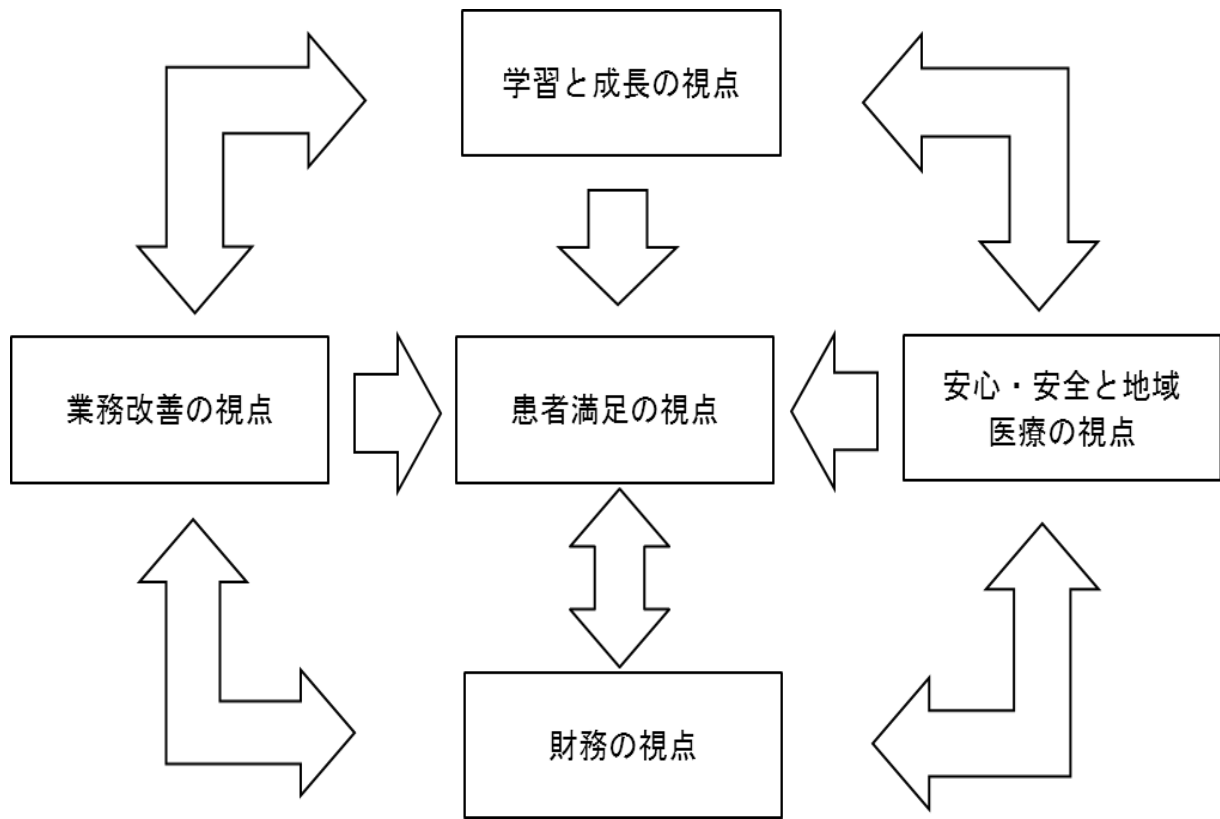 学習と成長の視点
業務改善の視点
患者満足の視点
安心・安全と地域
医療の視点
財務の視点